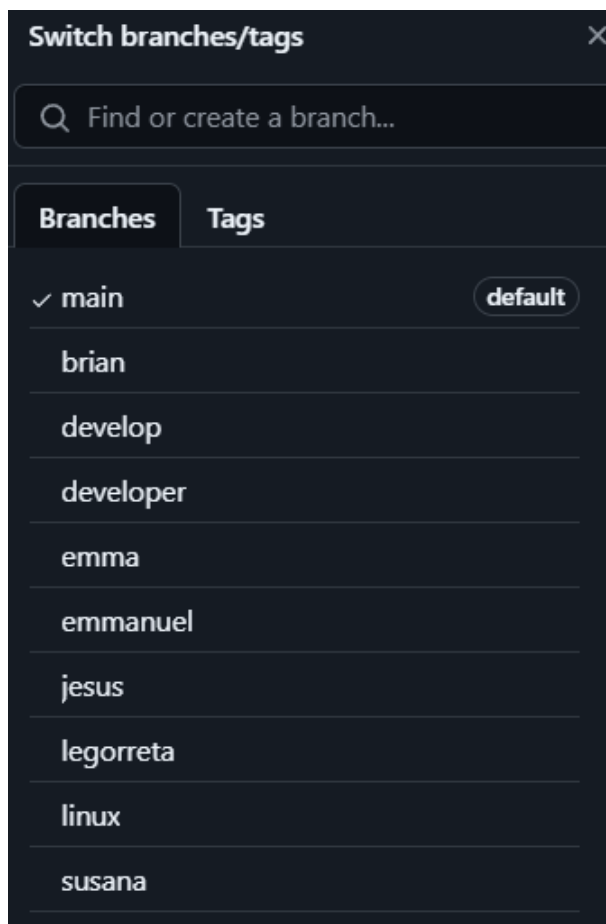 Switch branches/tags
Find or create a branch...
Branches Tags
main default
brian
develop
developer
emma
emmanuel
jesus
legorreta
linux
susana